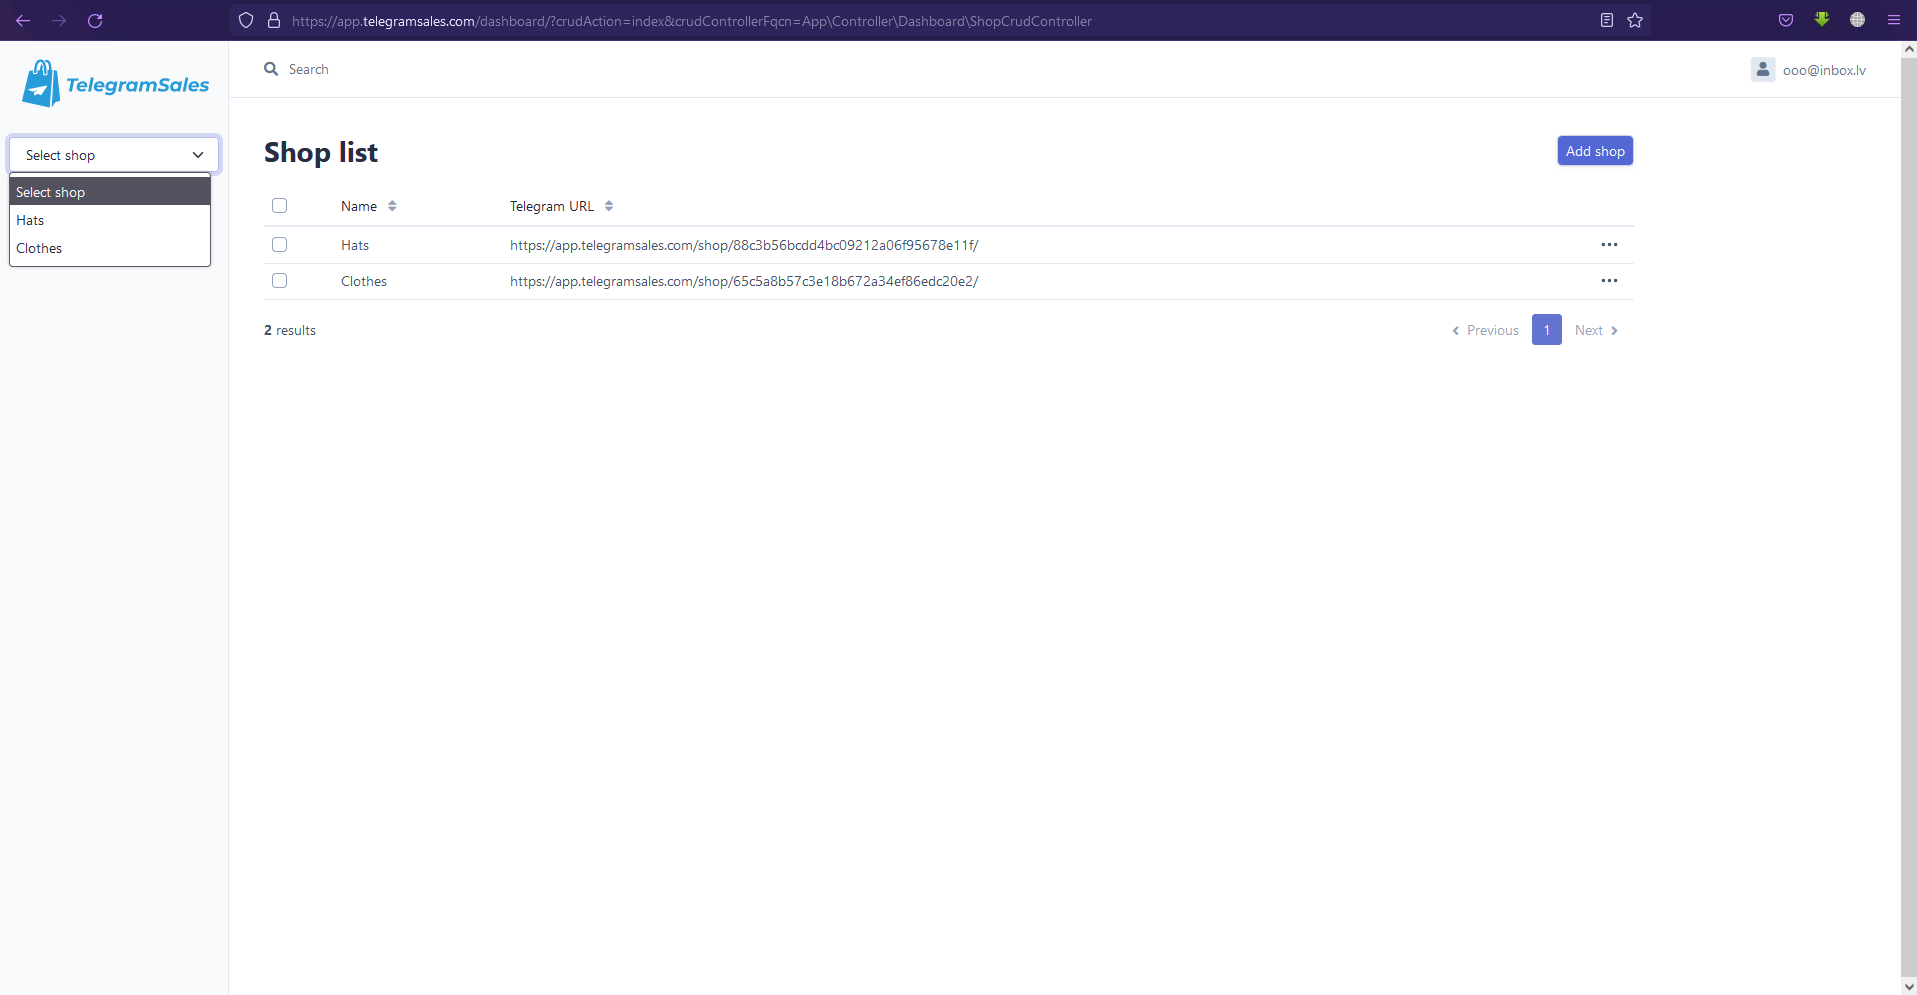 https://app.telegramsales.com/dashboard/?crudAction=index&crudControllerFqcn=App\Controller\Dashboard\ShopCrudController
TelegramSales
Search
ooo@inbox.lv
Select shop
Select shop
Hats
Clothes
Shop list
Add shop
Name Telegram URL
Hats https://app.telegramsales.com/shop/88c3b56bcdd4bc09212a06f95678e11f/
Clothes https://app.telegramsales.com/shop/65c5a8b57c3e18b672a34ef86edc20e2/
2 results
Previous 1 Next